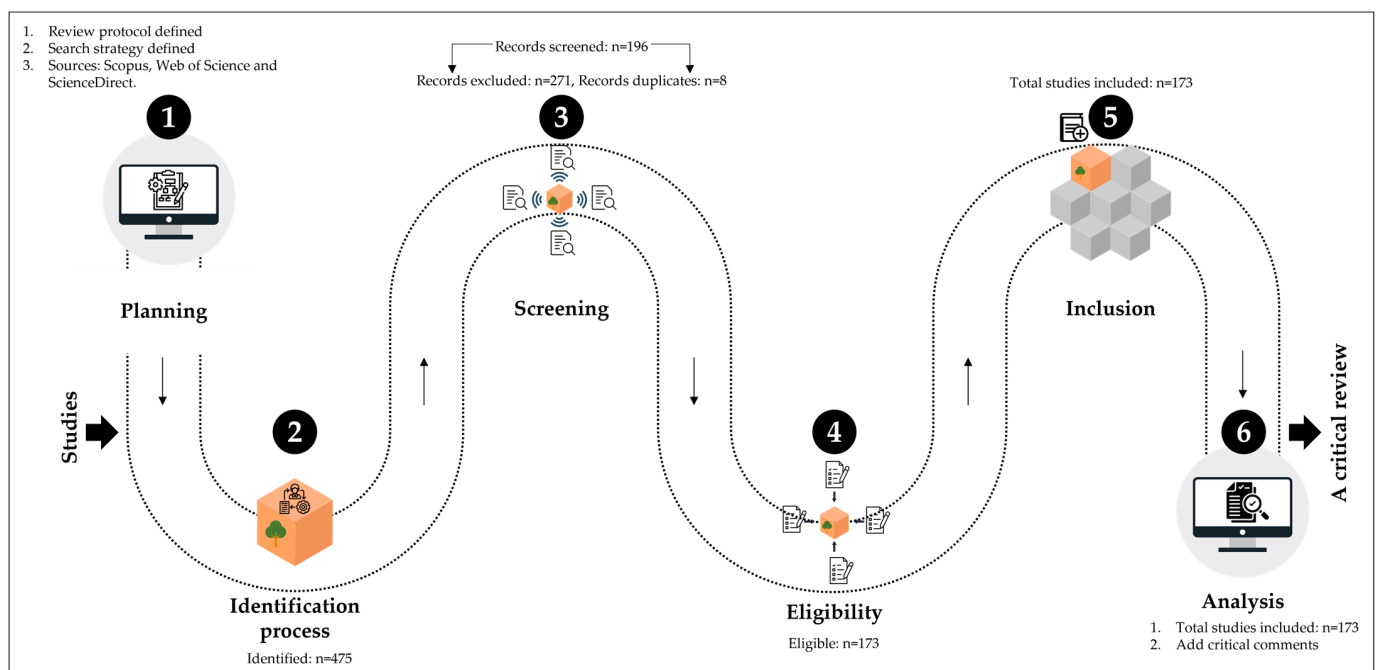 1. Review protocol defined
2. Search strategy defined
3. Sources: Scopus, Web of Science and
ScienceDirect.
1
Planning
Studies
2
Identification
process
Identified: n=475
Records screened: n=196
Records excluded: n=271, Records duplicates: n=8
3
Screening
4
Eligibility
Eligible: n=173
Total studies included: n=173
5
Inclusion
6
Analysis
1. Total studies included: n=173
2. Add critical comments
A critical review